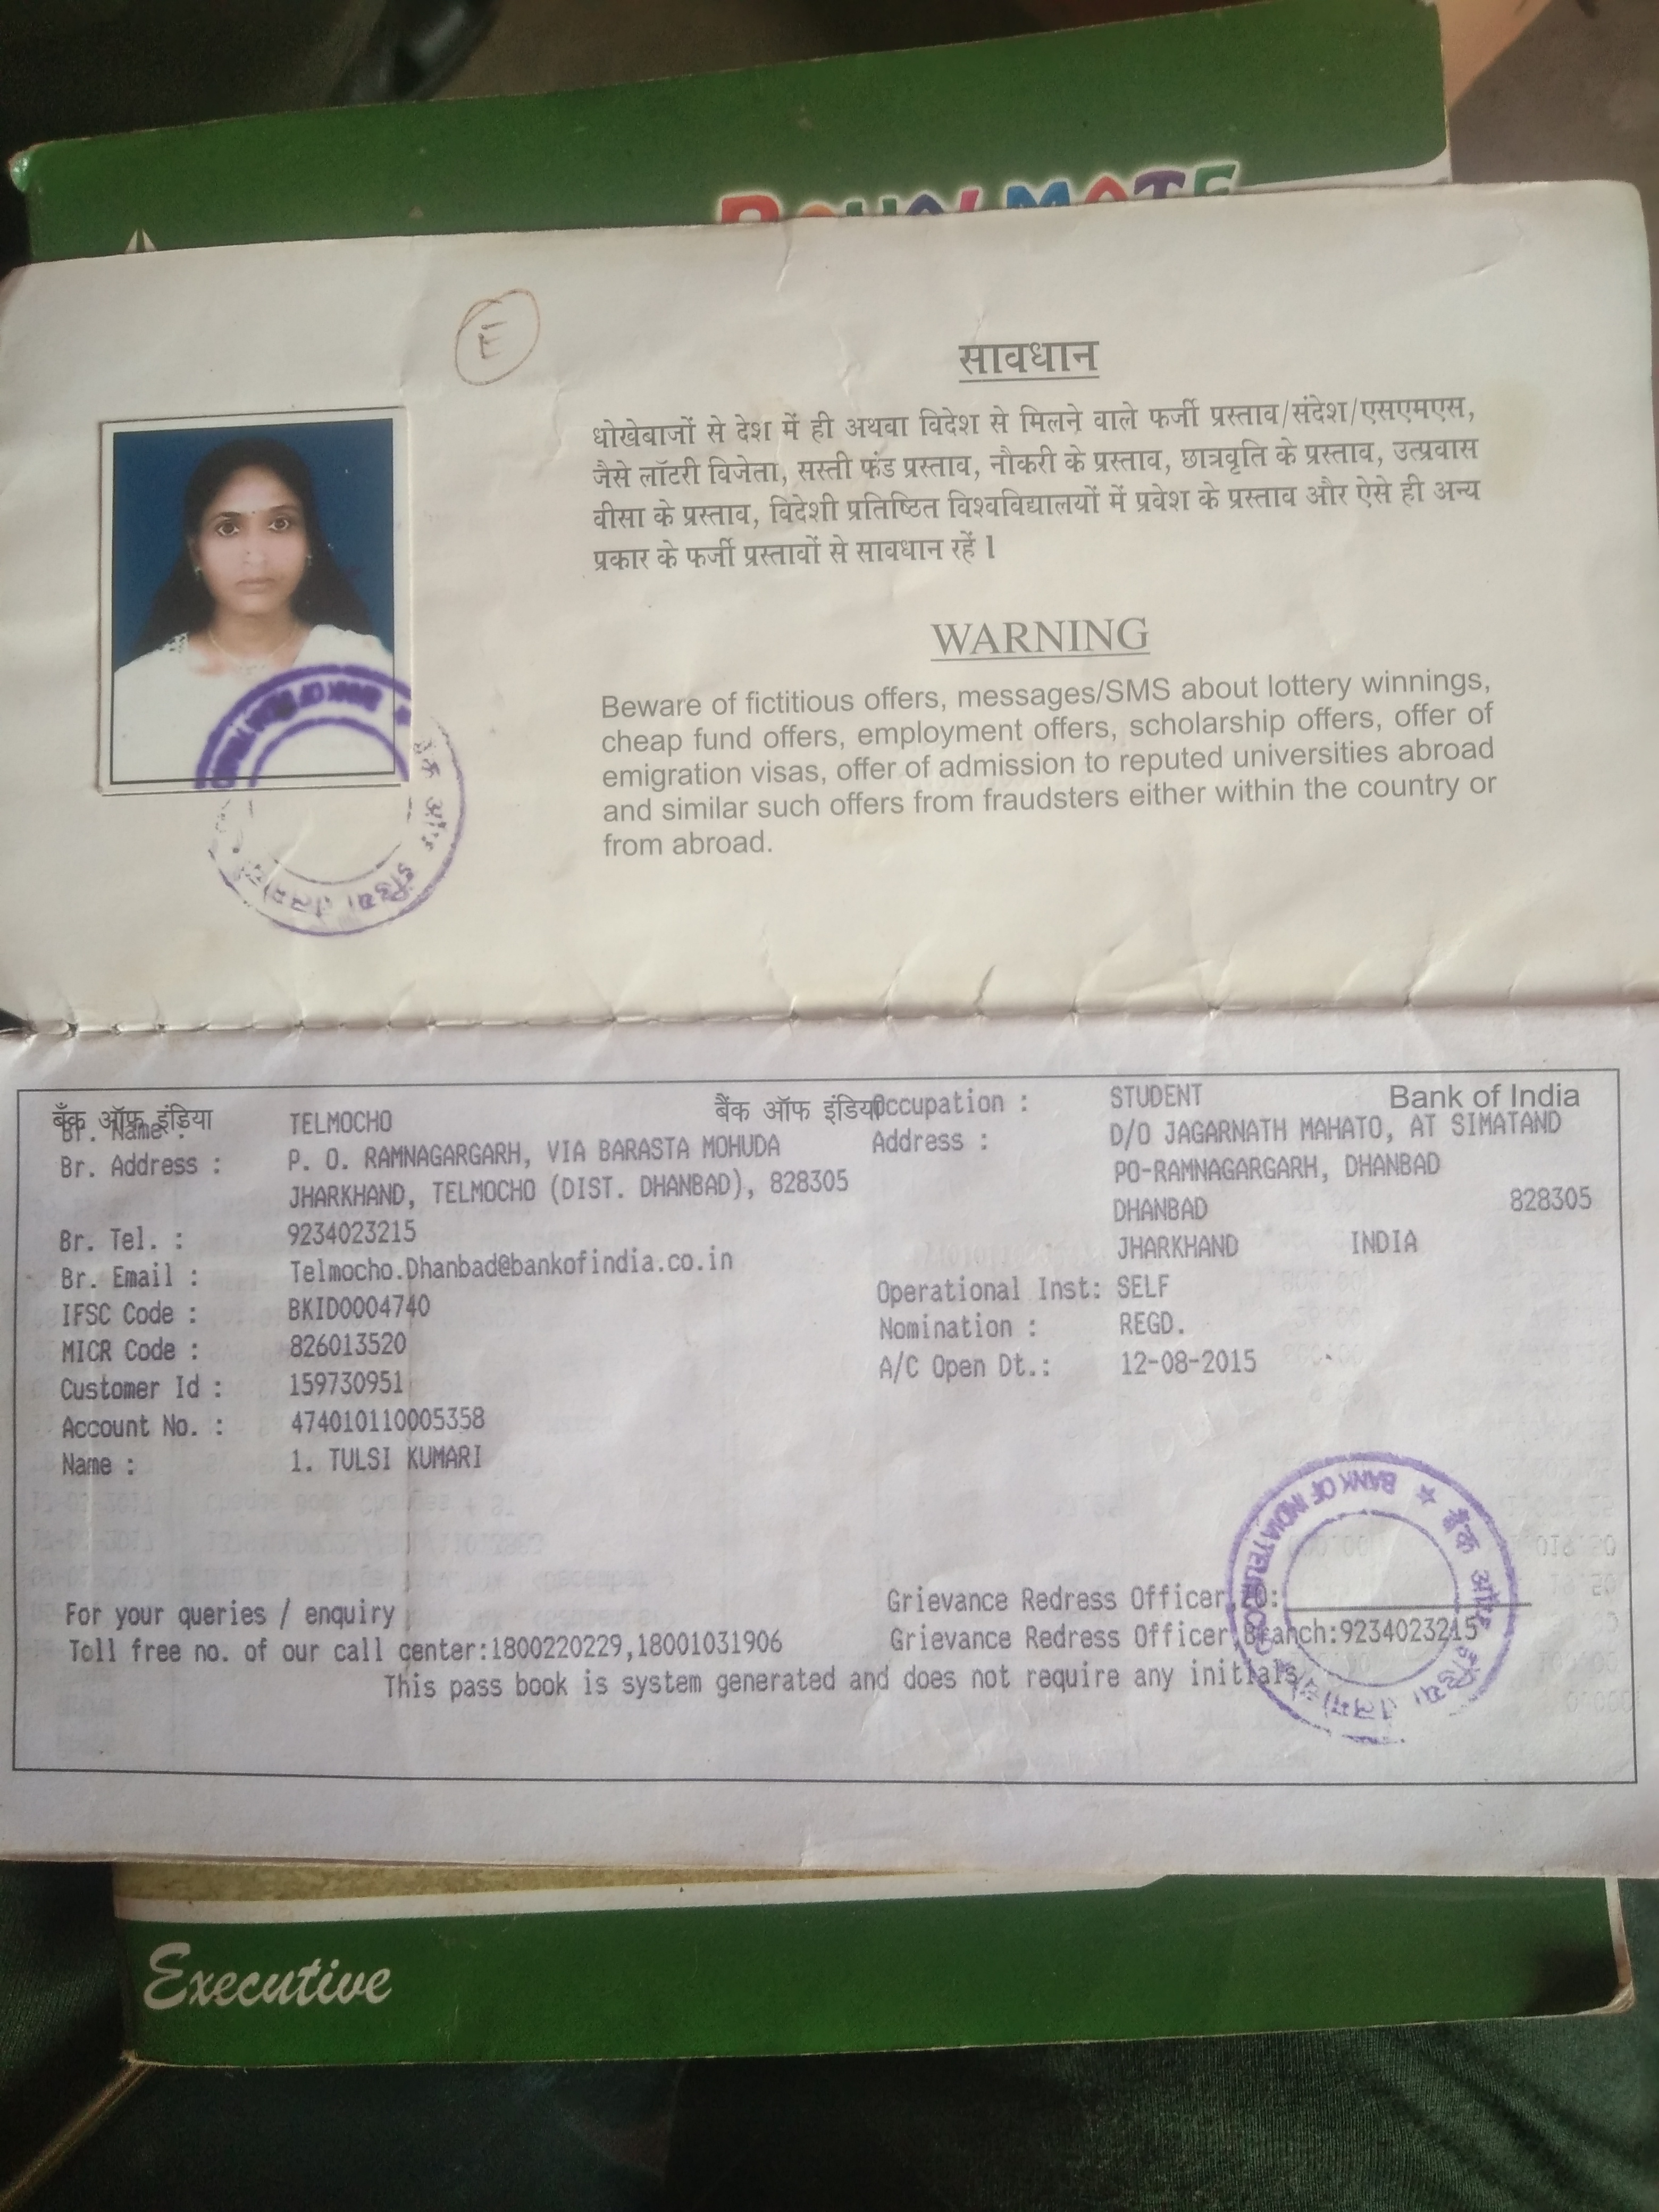 E
सावधान
धोखेबाजों से देश में ही अथवा विदेश से मिलने वाले फर्जी प्रस्ताव/संदेश/एसएमएस,
जैसे लॉटरी विजेता, सस्ती फंड प्रस्ताव, नौकरी के प्रस्ताव, छात्रवृति के प्रस्ताव, उत्प्रवास
वीसा के प्रस्ताव, विदेशी प्रतिष्ठित विश्वविद्यालयों में प्रवेश के प्रस्ताव और ऐसे ही अन्य
प्रकार के फर्जी प्रस्तावों से सावधान रहें l
WARNING
Beware of fictitious offers, messages/SMS about lottery winnings,
cheap fund offers, employment offers, scholarship offers, offer of
emigration visas, offer of admission to reputed universities abroad
and similar such offers from fraudsters either within the country or
from abroad.
बैंक ऑफ इंडिया
बैंक ऑफ इंडिया
Bank of India
Br. Name : TELMOCHO
Br. Address : P. O. RAMNAGARGARH, VIA BARASTA MOHUDA
JHARKHAND, TELMOCHO (DIST. DHANBAD), 828305
Br. Tel. : 9234023215
Br. Email : Telmocho.Dhanbad@bankofindia.co.in
IFSC Code : BKID0004740
MICR Code : 826013520
Customer Id : 159730951
Account No. : 474010110005358
Name : 1. TULSI KUMARI
Occupation : STUDENT
Address : D/O JAGARNATH MAHATO, AT SIMATAND
PO-RAMNAGARGARH, DHANBAD
DHANBAD 828305
JHARKHAND INDIA
Operational Inst: SELF
Nomination : REGD.
A/C Open Dt.: 12-08-2015
For your queries / enquiry
Toll free no. of our call center:1800220229,18001031906
Grievance Redress Officer, ZO:
Grievance Redress Officer,Branch:9234023215
This pass book is system generated and does not require any initials
BANK OF INDIA TELMOCHO ★ बैंक ऑफ इंडिया तेलमोचो
Executive